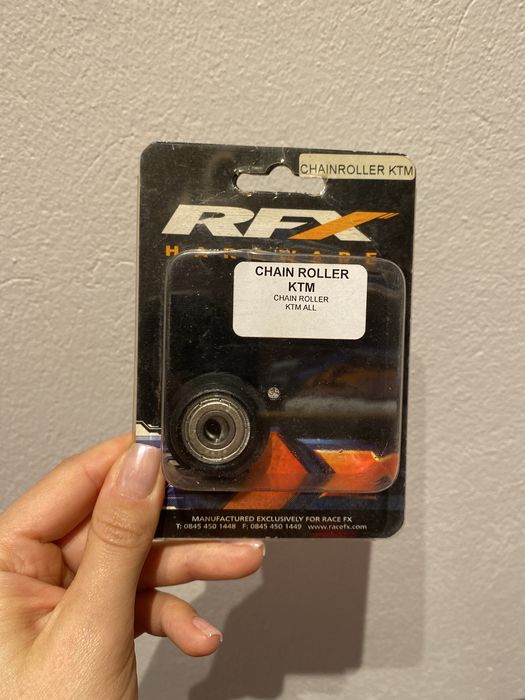 CHAINROLLER KTM
RFX
HARDWARE
CHAIN ROLLER
KTM
CHAIN ROLLER
KTM ALL
MANUFACTURED EXCLUSIVELY FOR RACE FX
T: 0845 450 1448 F: 0845 450 1449 www.racefx.com